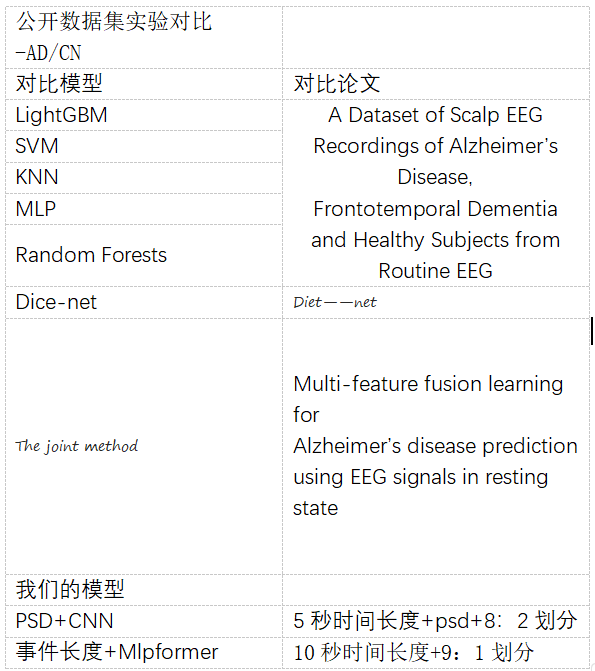 公开数据集实验对比
-AD/CN
对比模型
对比论文
LightGBM
A Dataset of Scalp EEG
SVM
Recordings of Alzheimer's
KNN
Disease,
MLP
Frontotemporal Dementia
Random Forests
and Healthy Subjects from
Routine EEG
Dice-net
Diet——net
The joint method
Multi-feature fusion learning
for
Alzheimer's disease prediction
using EEG signals in resting
state
我们的模型
PSD+CNN
5秒时间长度+psd+8：2划分
事件长度+Mlpformer
10秒时间长度+9：1划分